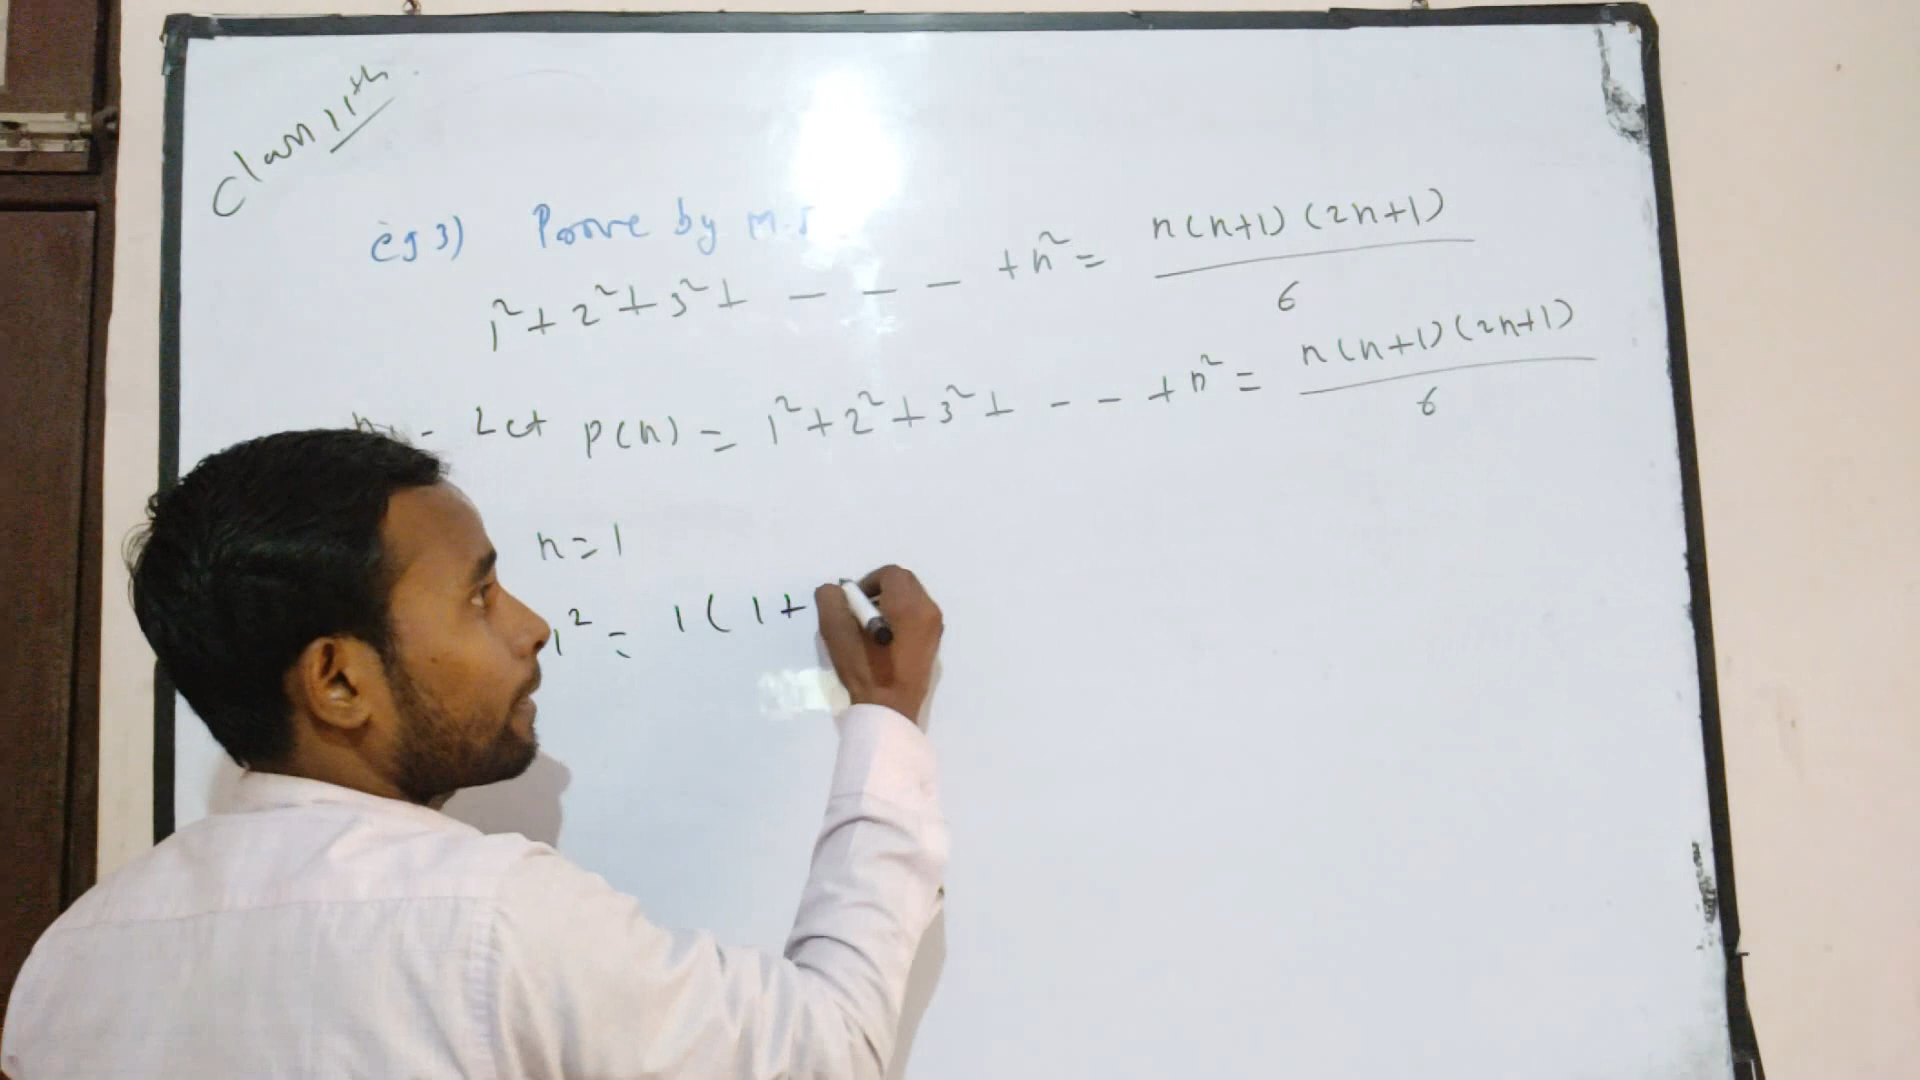 Class 11th
eg 3) Prove by M.I
1² + 2² + 3² + - - - + n² = n(n+1)(2n+1) / 6
- Let P(n) = 1² + 2² + 3² + - - + n² = n(n+1)(2n+1) / 6
n = 1
1² = 1(1+